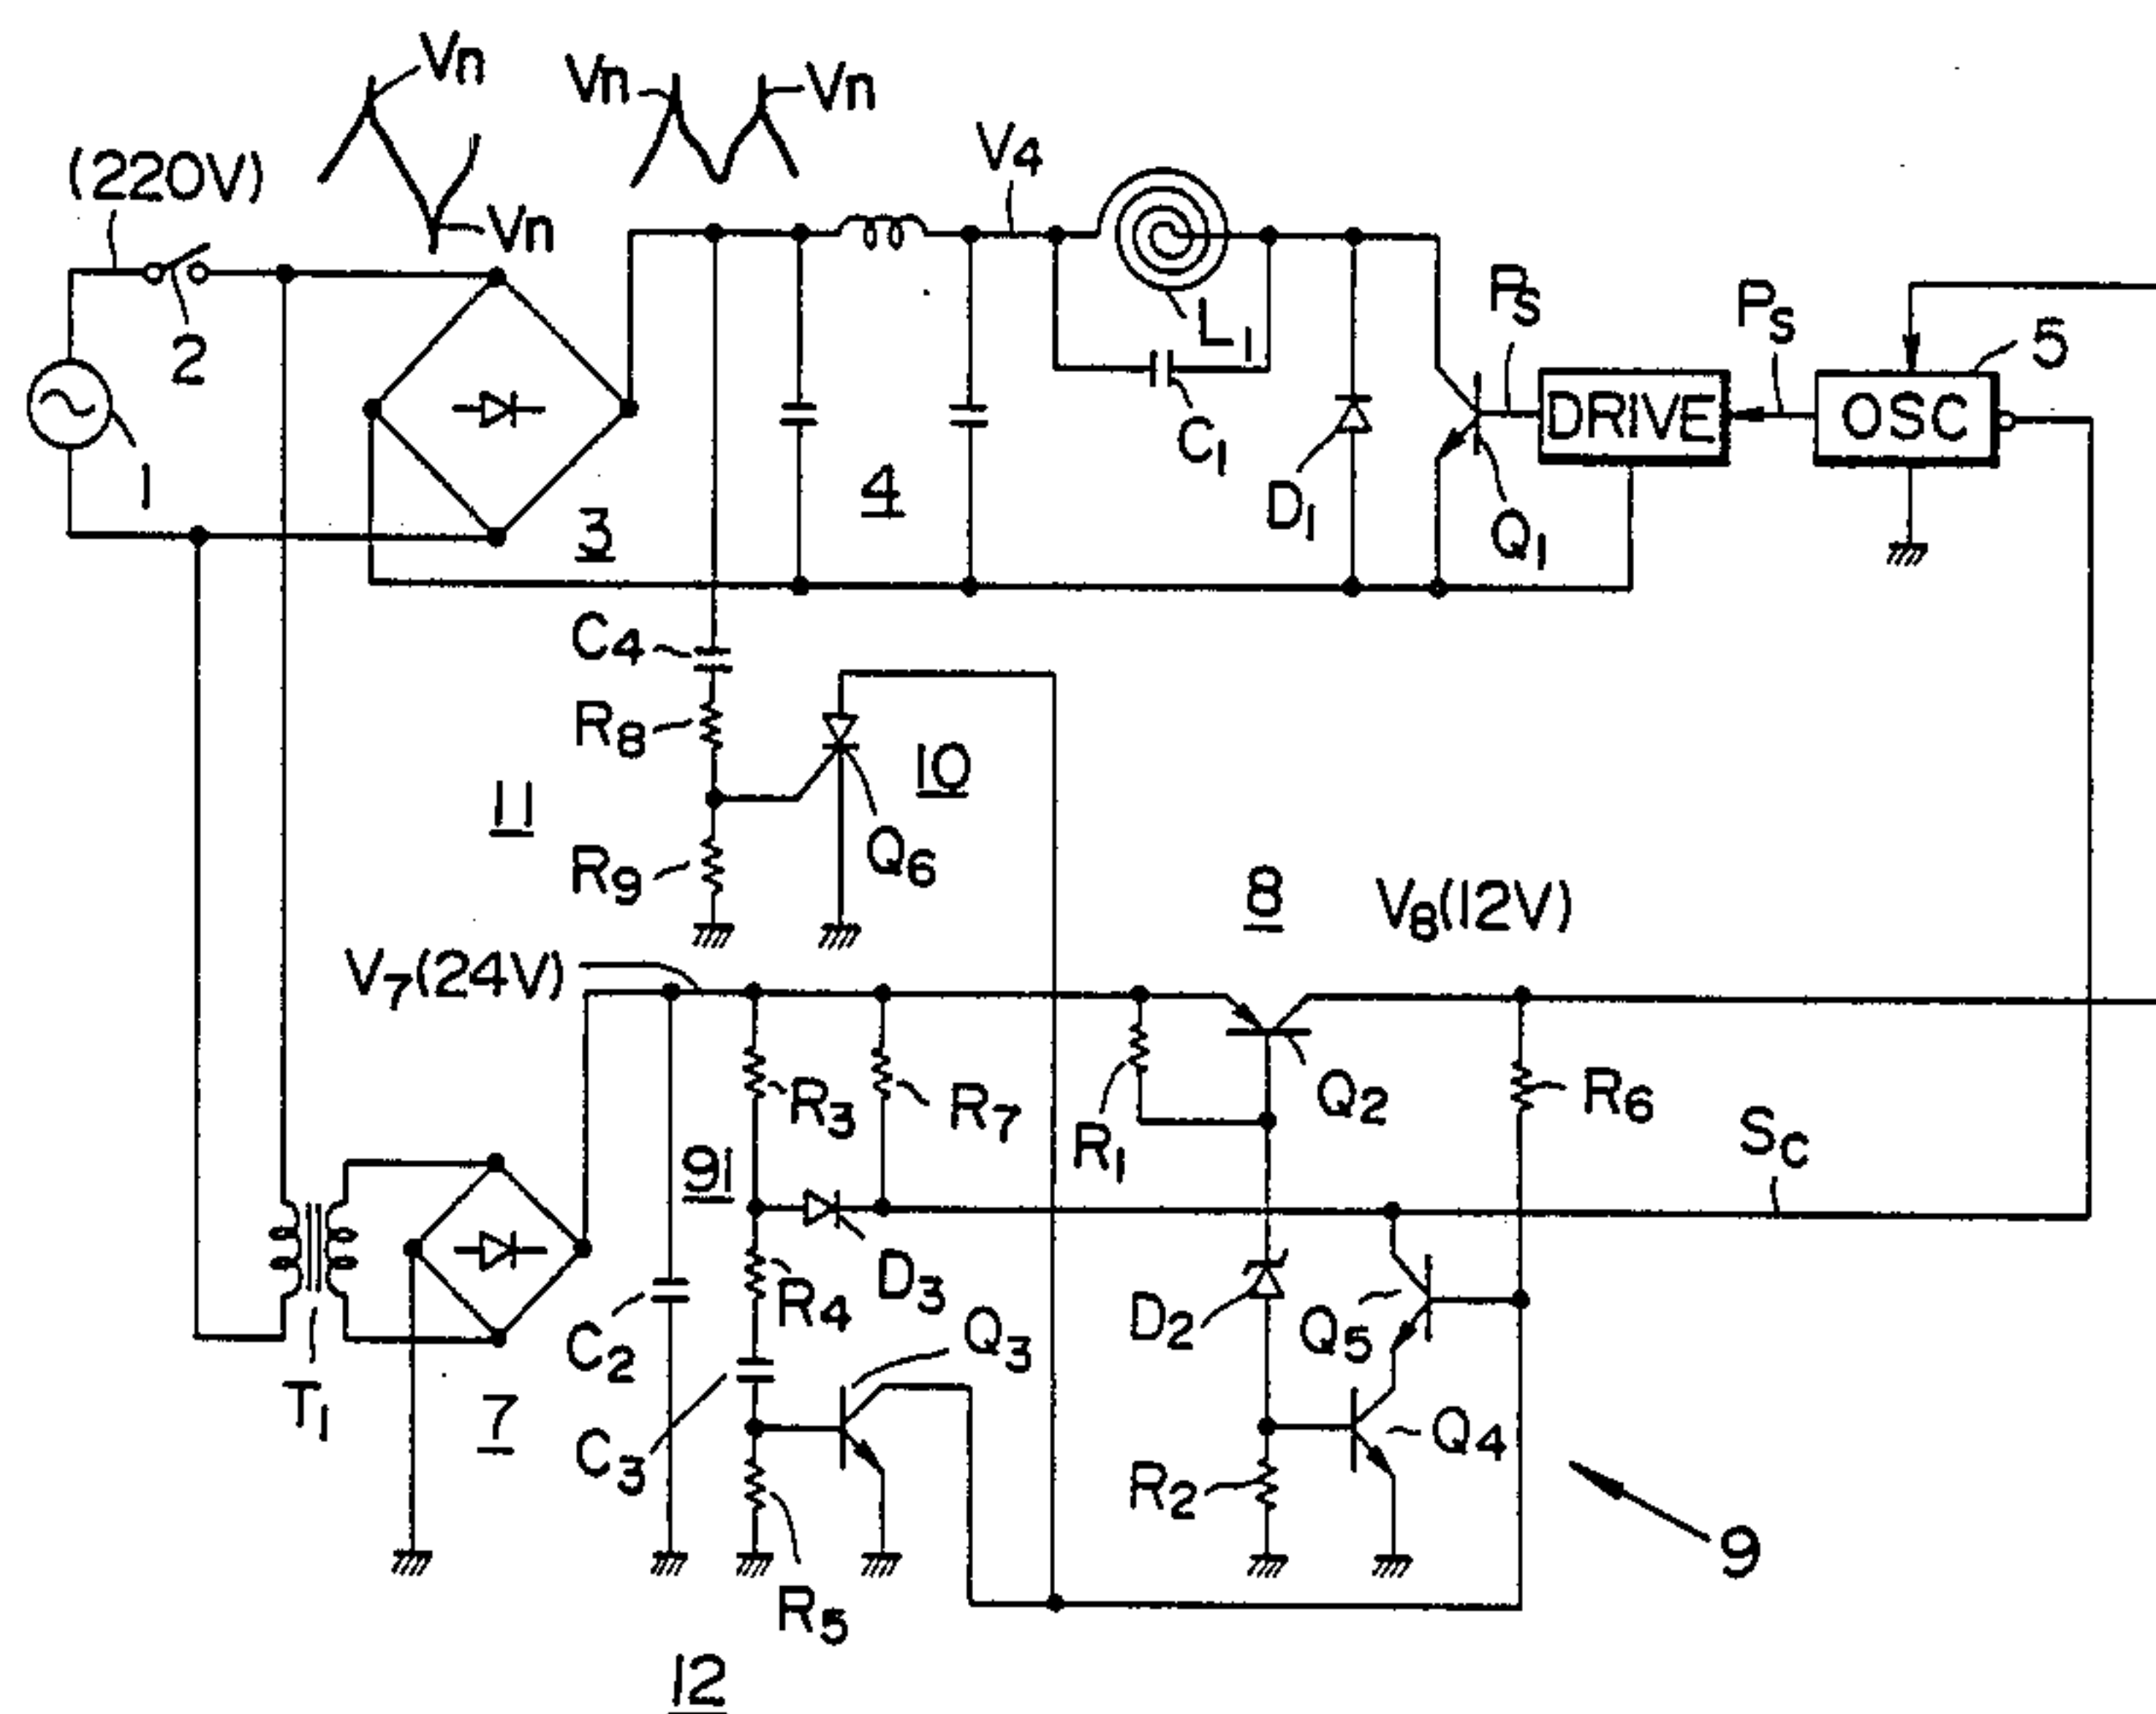 Vn
Vn
Vn
(220V)
Vn
V4
2
1
3
4
L1
C1
D1
Q1
Ps
DRIVE
Ps
OSC
5
C4
R8
11
R9
10
Q6
8
V8(12V)
V7(24V)
R3
R7
R1
Q2
R6
Sc
91
D3
R4
C2
C3
Q3
D2
Q5
Q4
R2
T1
7
R5
9
12